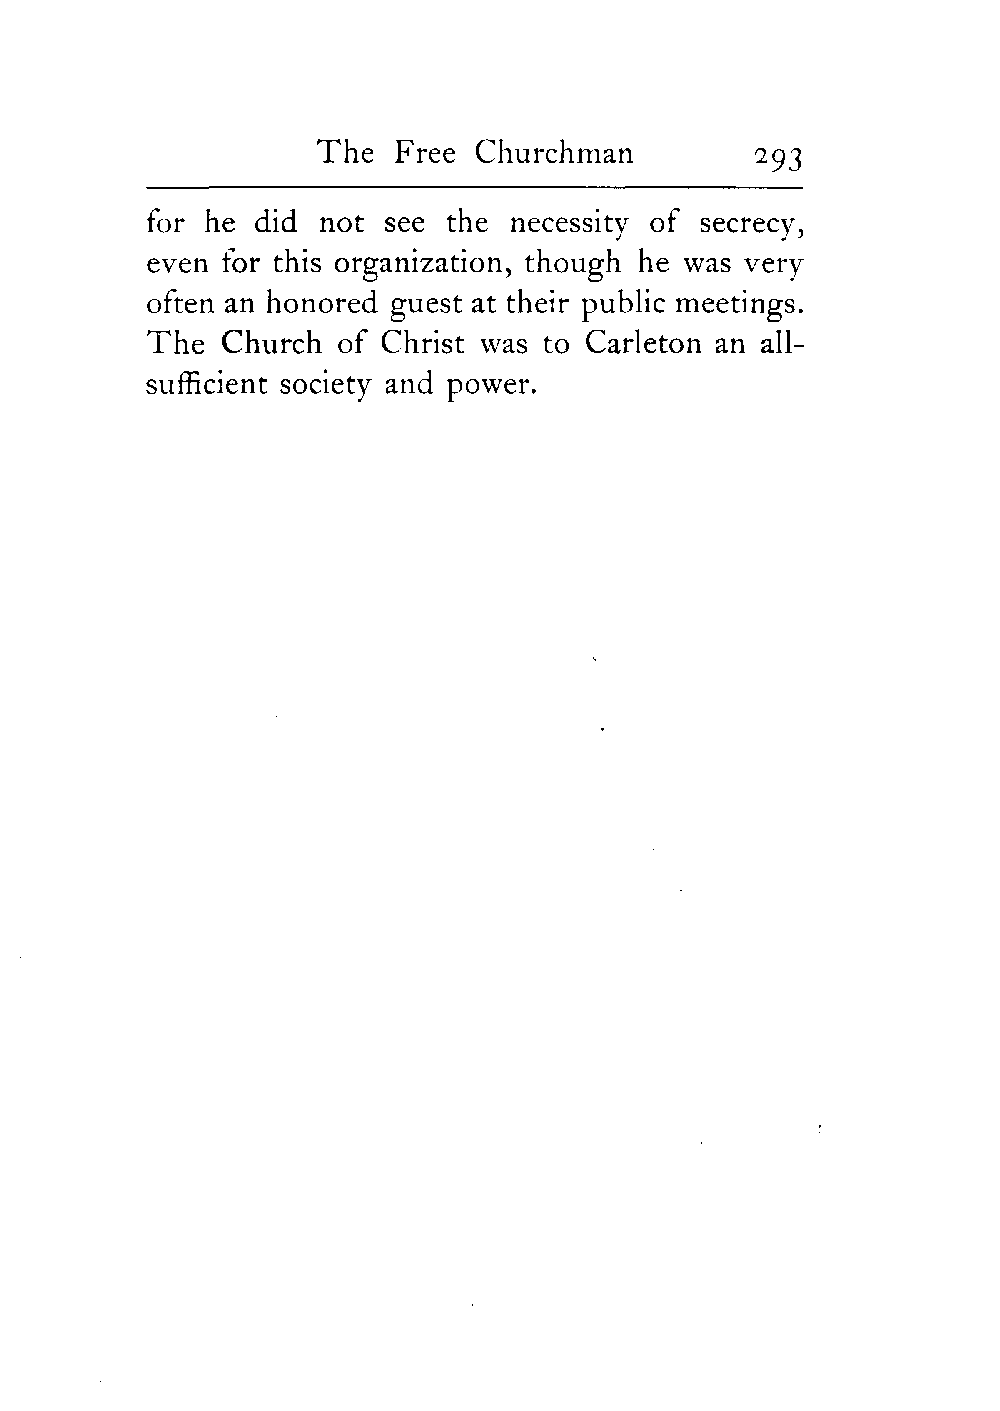 The Free Churchman 293
for he did not see the necessity of secrecy,
even for this organization, though he was very
often an honored guest at their public meetings.
The Church of Christ was to Carleton an all-
sufficient society and power.